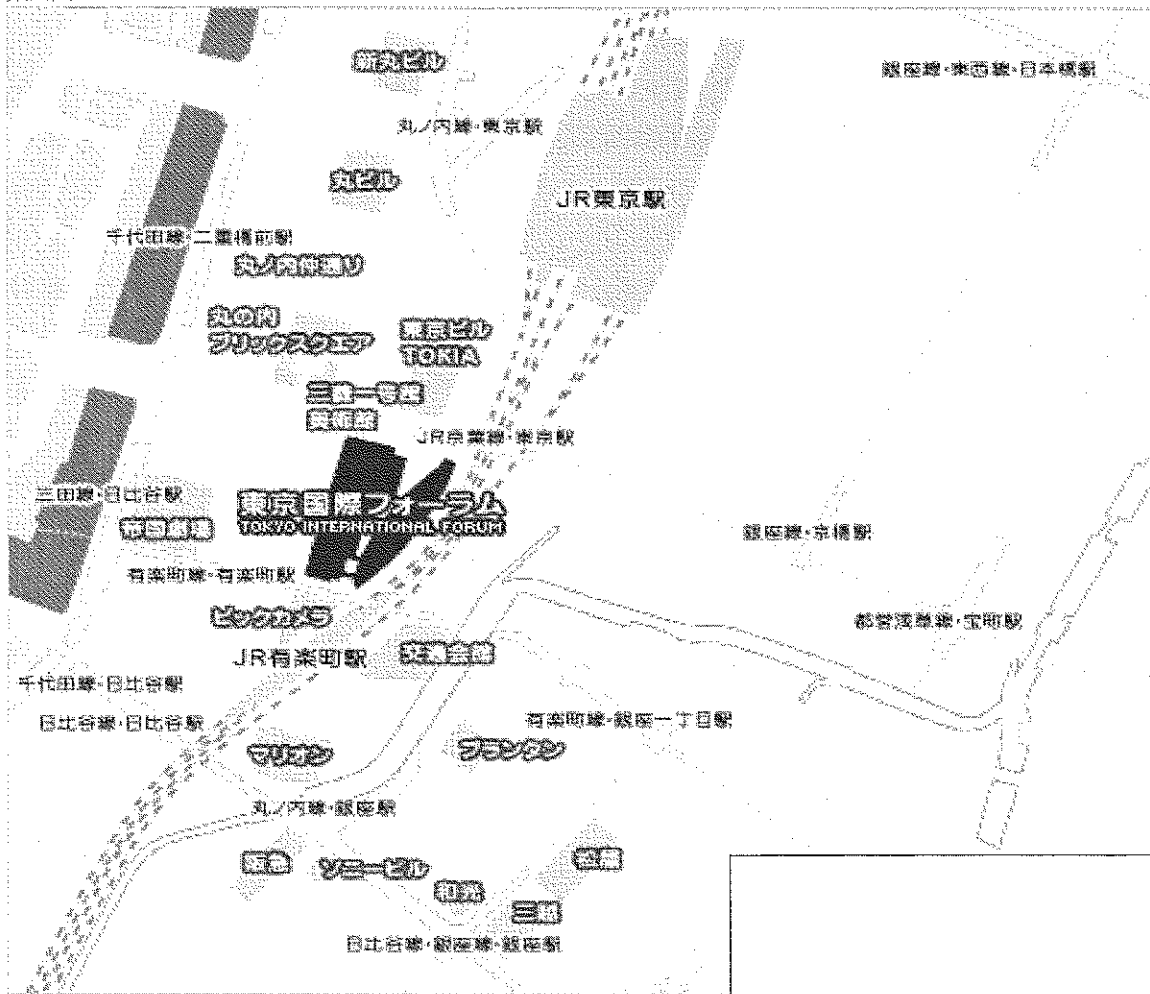 新丸ビル
銀座線・東西線・日本橋駅
丸ノ内線・東京駅
丸ビル
JR東京駅
千代田線・二重橋前駅
丸ノ内仲通り
丸の内
ブリックスクエア
東京ビル
TOKIA
三菱一号館
美術館
JR京葉線・東京駅
三田線・日比谷駅
東京国際フォーラム
TOKYO INTERNATIONAL FORUM
帝国劇場
銀座線・京橋駅
有楽町線・有楽町駅
ビックカメラ
都営浅草線・宝町駅
JR有楽町駅
交通会館
千代田線・日比谷駅
日比谷線・日比谷駅
有楽町線・銀座一丁目駅
マリオン
プランタン
丸ノ内線・銀座駅
阪急
ソニービル
松屋
和光
三越
日比谷線・銀座線・銀座駅